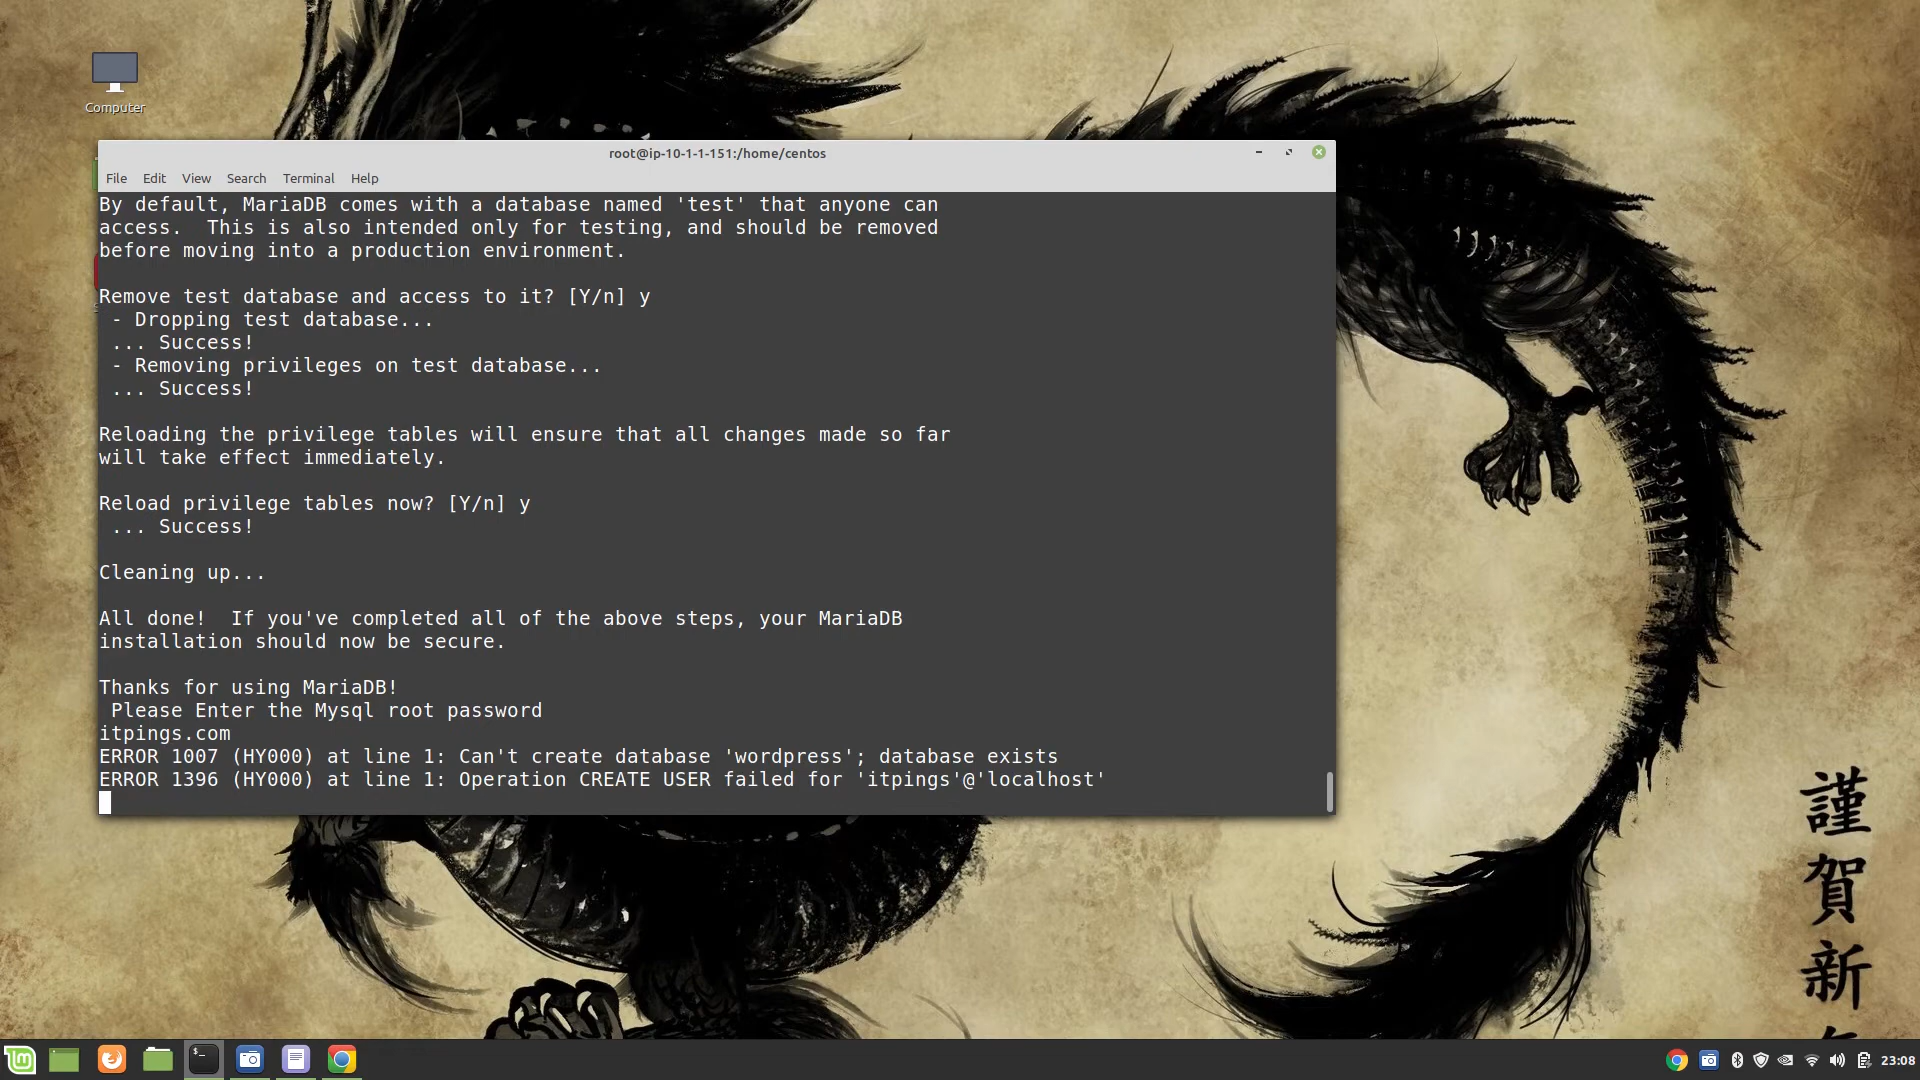 Computer
root@ip-10-1-1-151:/home/centos
File Edit View Search Terminal Help
By default, MariaDB comes with a database named 'test' that anyone can
access.  This is also intended only for testing, and should be removed
before moving into a production environment.
Remove test database and access to it? [Y/n] y
 - Dropping test database...
 ... Success!
 - Removing privileges on test database...
 ... Success!
Reloading the privilege tables will ensure that all changes made so far
will take effect immediately.
Reload privilege tables now? [Y/n] y
 ... Success!
Cleaning up...
All done!  If you've completed all of the above steps, your MariaDB
installation should now be secure.
Thanks for using MariaDB!
 Please Enter the Mysql root password
itpings.com
ERROR 1007 (HY000) at line 1: Can't create database 'wordpress'; database exists
ERROR 1396 (HY000) at line 1: Operation CREATE USER failed for 'itpings'@'localhost'
謹賀新
23:08